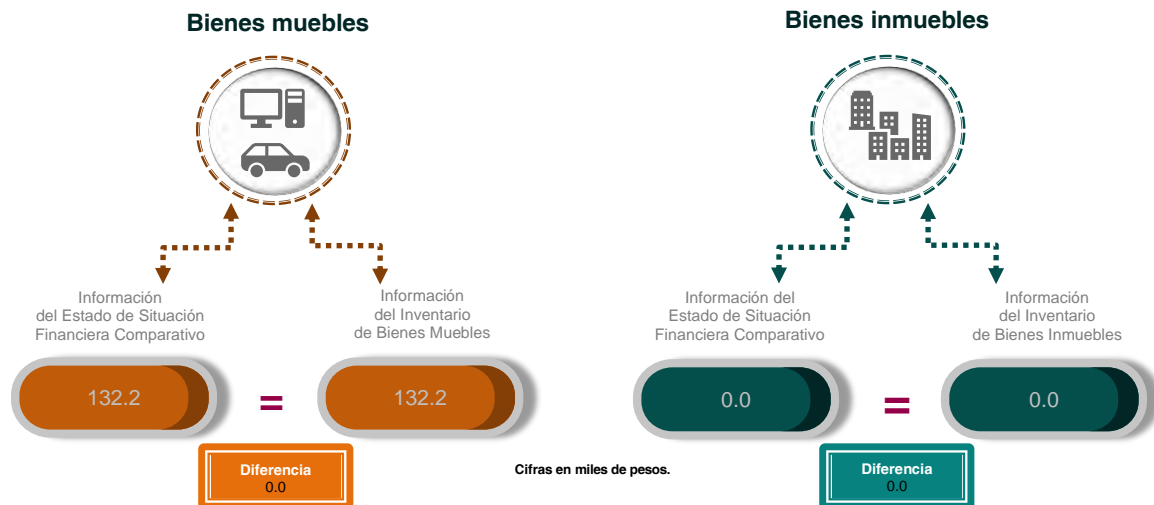 Bienes muebles
Información
del Estado de Situación
Financiera Comparativo
Información
del Inventario
de Bienes Muebles
132.2
=
132.2
Diferencia
0.0
Bienes inmuebles
Información del
Estado de Situación
Financiera Comparativo
Información
del Inventario
de Bienes Inmuebles
0.0
=
0.0
Diferencia
0.0
Cifras en miles de pesos.